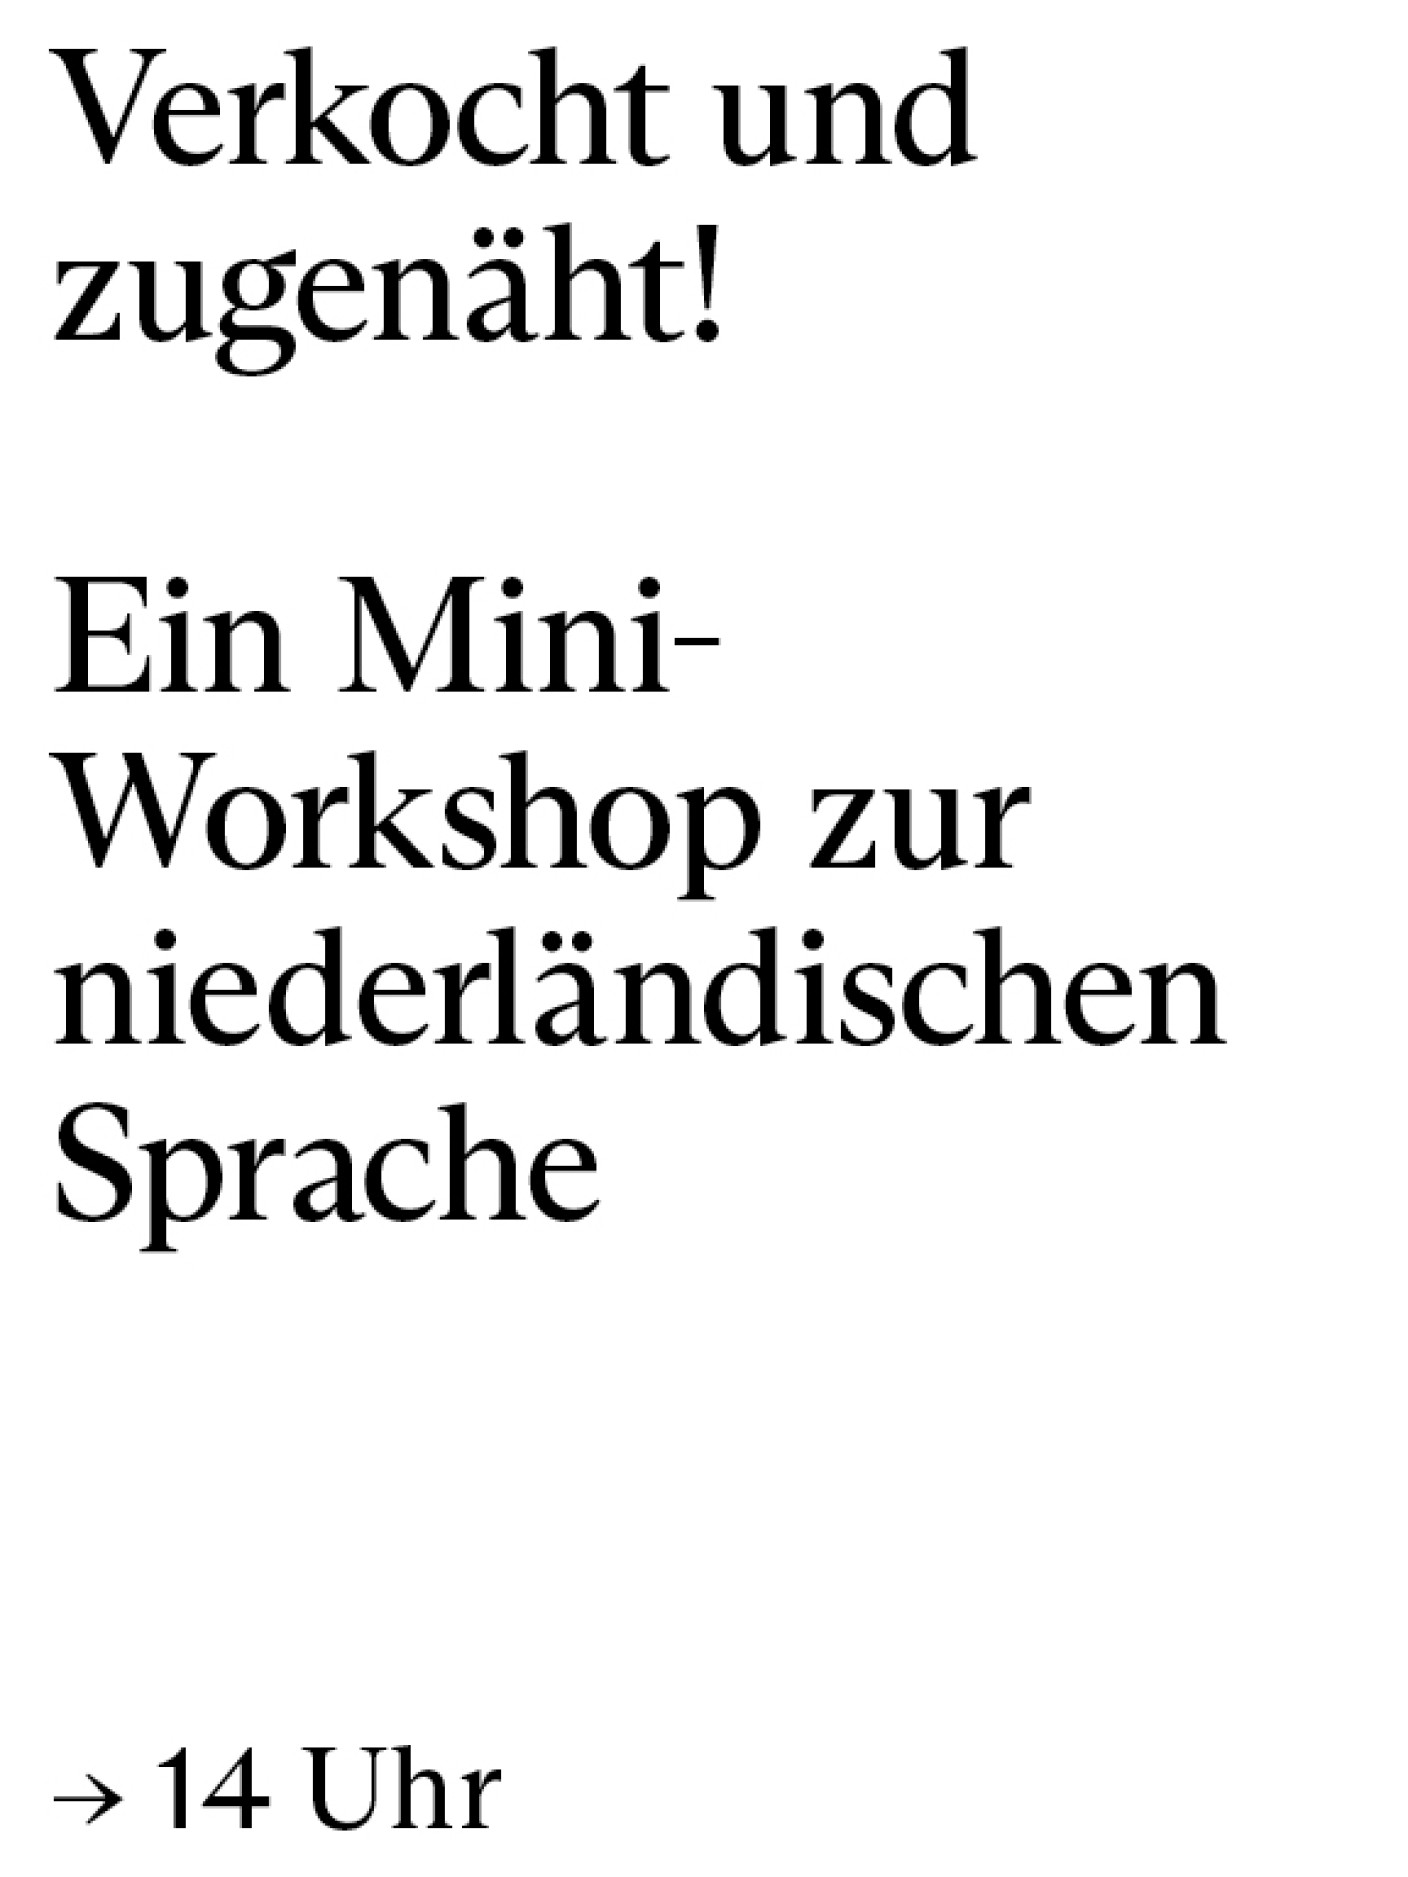 Verkocht und
zugenäht!
Ein Mini-
Workshop zur
niederländischen
Sprache
→ 14 Uhr